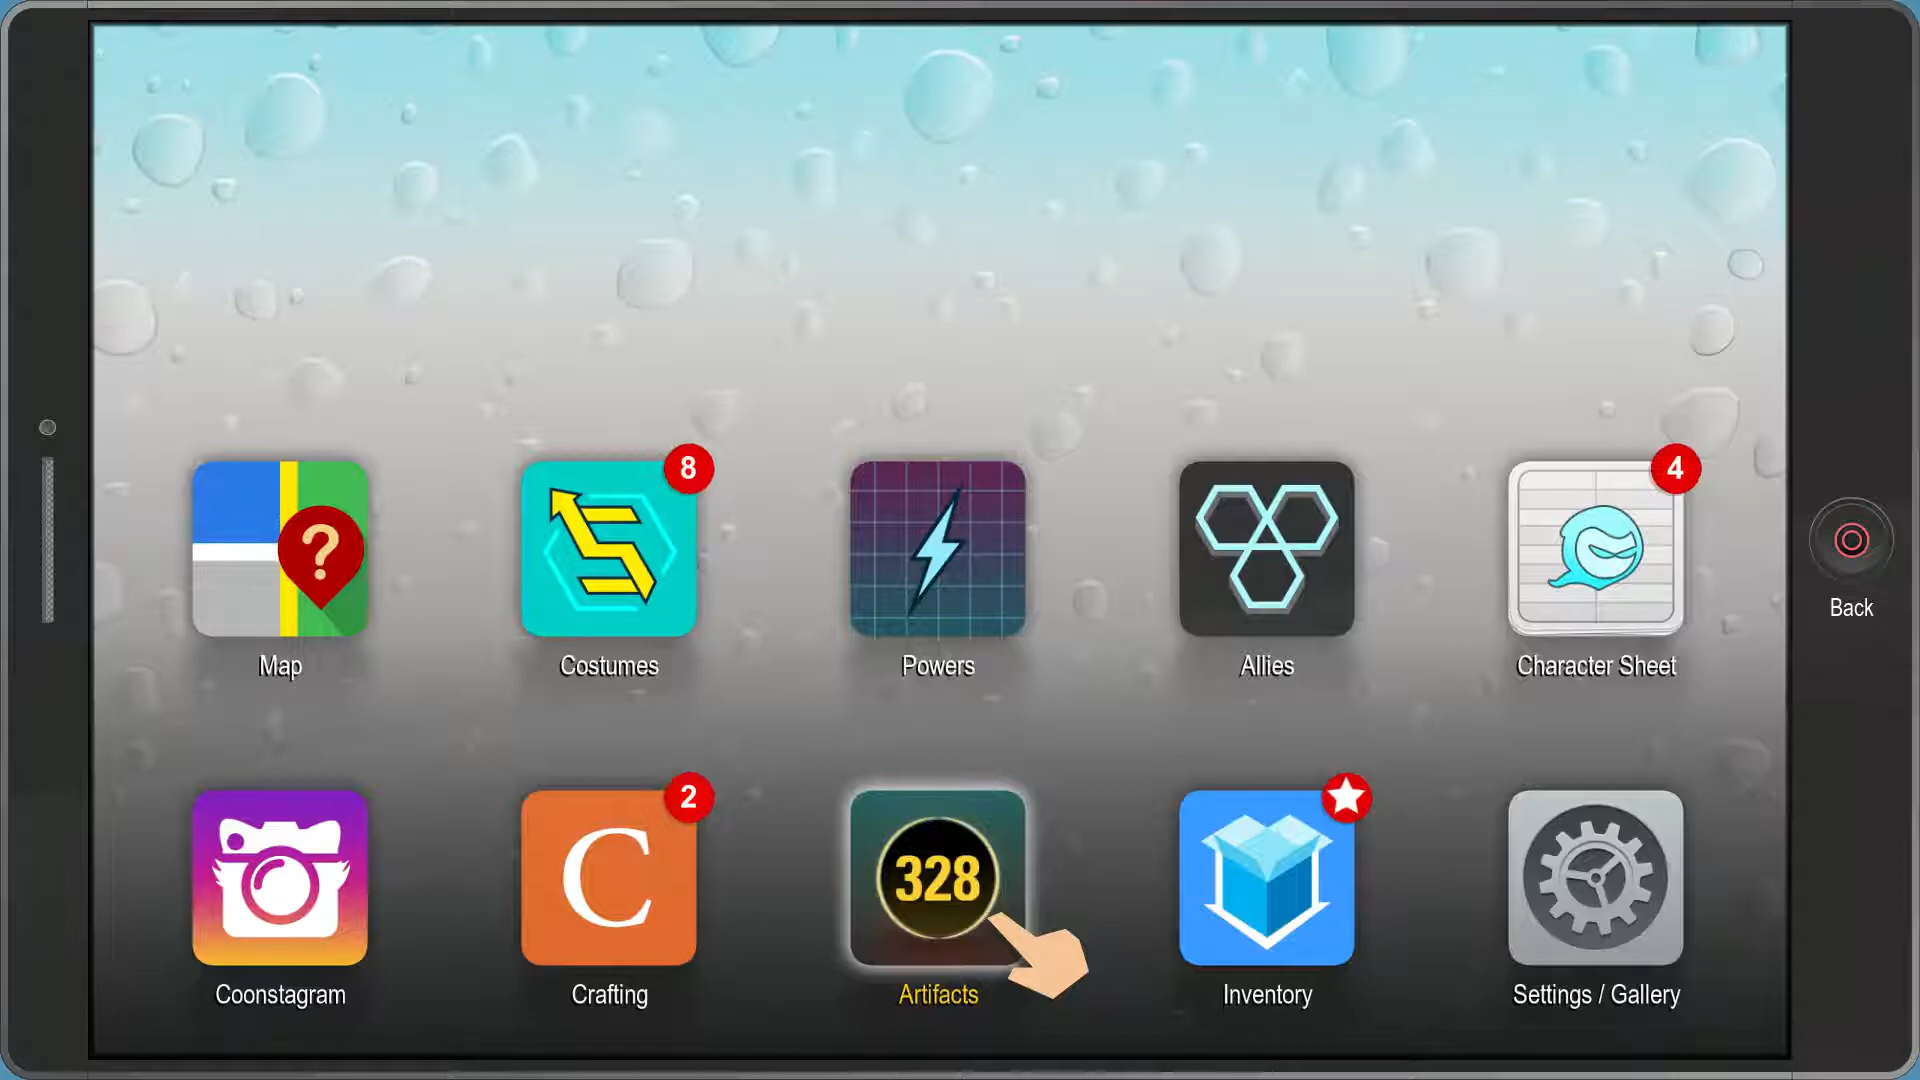 8
4
?
Map
Costumes
Powers
Allies
Character Sheet
Back
2
C
328
Coonstagram
Crafting
Artifacts
Inventory
Settings / Gallery